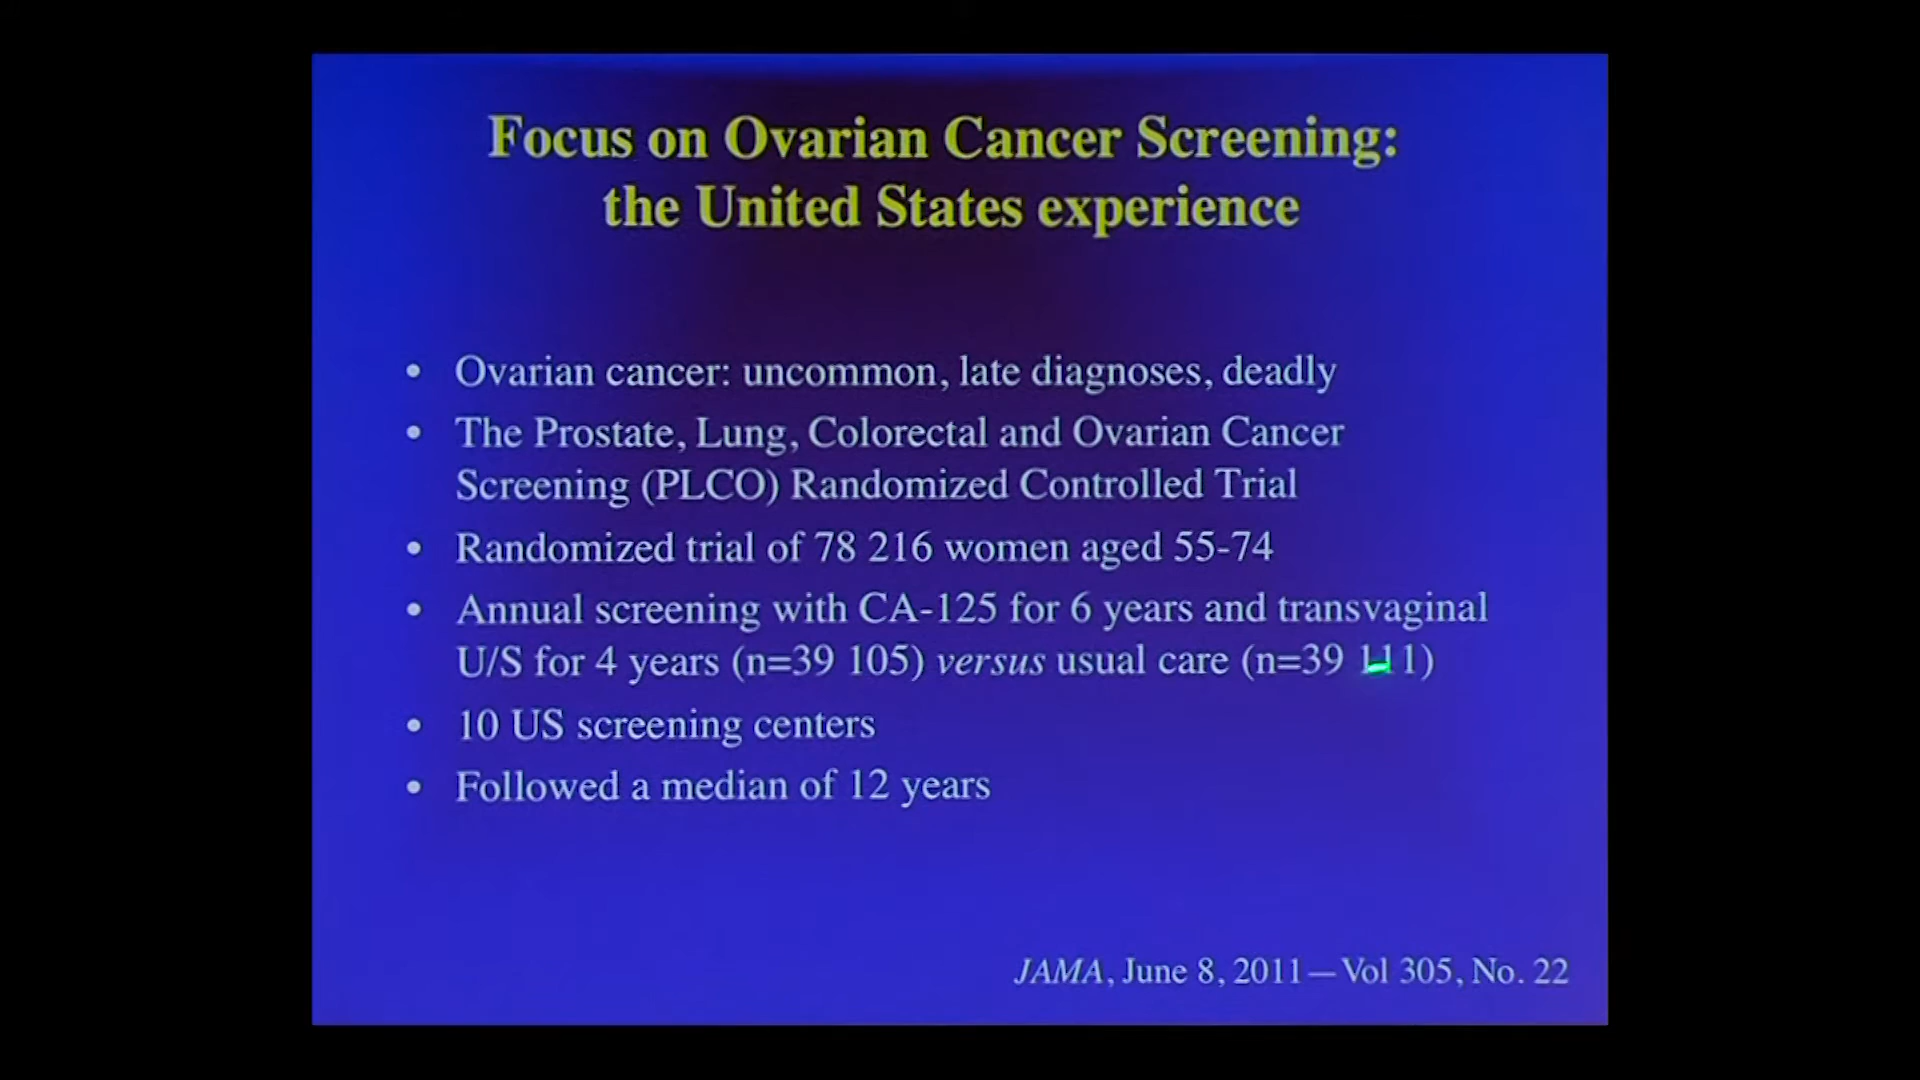 Focus on Ovarian Cancer Screening:
the United States experience
• Ovarian cancer: uncommon, late diagnoses, deadly
• The Prostate, Lung, Colorectal and Ovarian Cancer
Screening (PLCO) Randomized Controlled Trial
• Randomized trial of 78 216 women aged 55-74
• Annual screening with CA-125 for 6 years and transvaginal
U/S for 4 years (n=39 105) versus usual care (n=39 111)
• 10 US screening centers
• Followed a median of 12 years
JAMA, June 8, 2011—Vol 305, No. 22